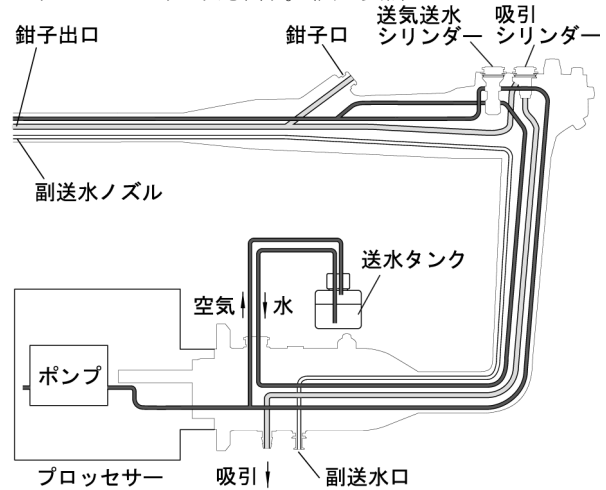 送気送水
シリンダー
吸引
シリンダー
鉗子出口
鉗子口
副送水ノズル
送水タンク
空気
水
ポンプ
プロッセサー
吸引
副送水口